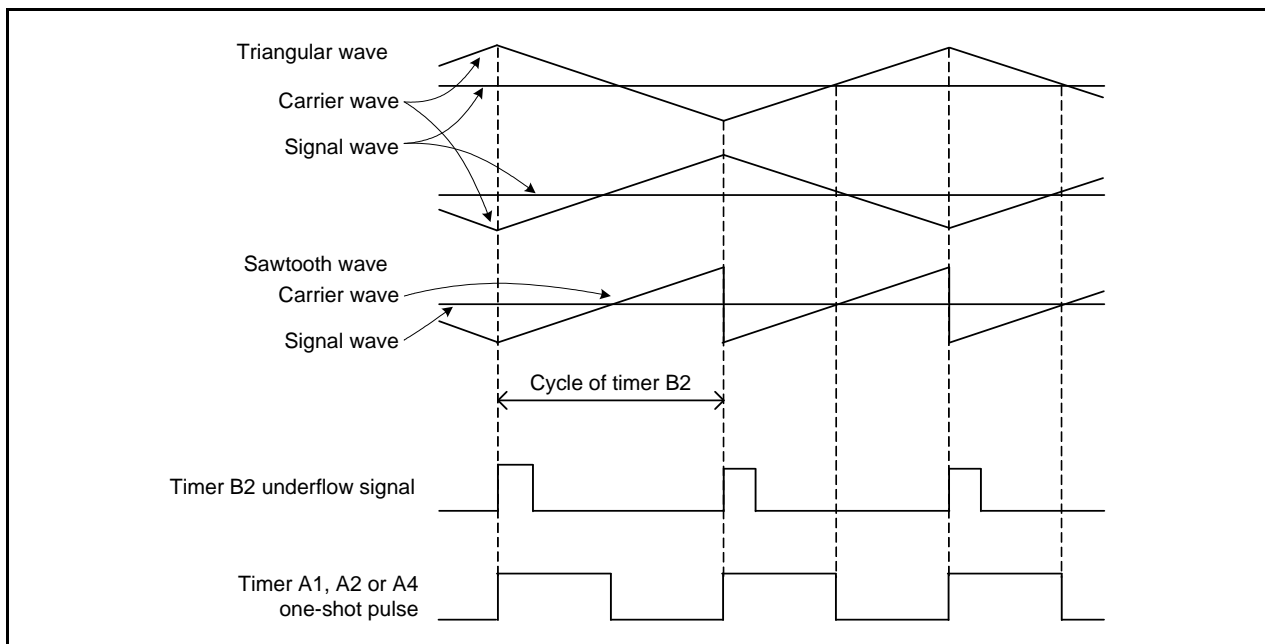 Triangular wave
Carrier wave
Signal wave
Sawtooth wave
Carrier wave
Signal wave
Cycle of timer B2
Timer B2 underflow signal
Timer A1, A2 or A4
one-shot pulse